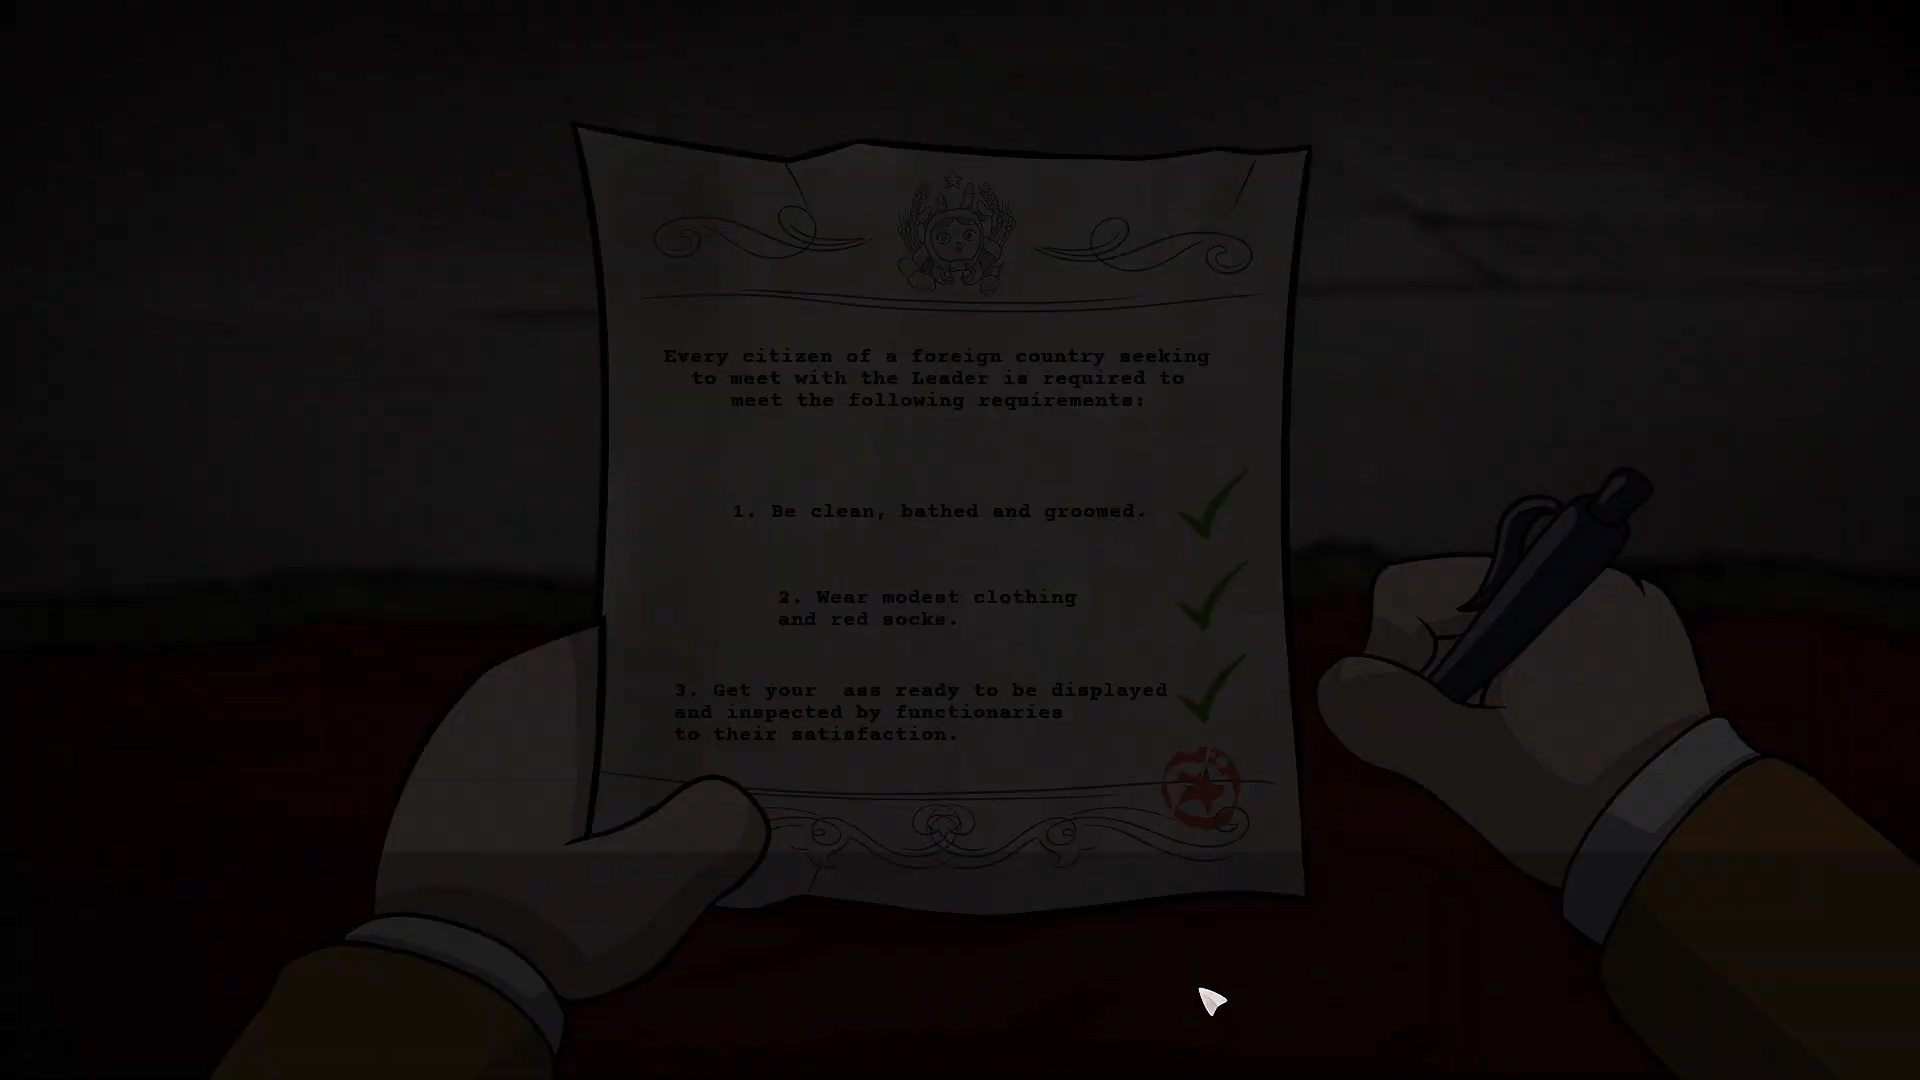 Every citizen of a foreign country seeking
to meet with the Leader is required to
meet the following requirements:
1. Be clean, bathed and groomed.
2. Wear modest clothing
and red socks.
3. Get your  ass ready to be displayed
and inspected by functionaries
to their satisfaction.